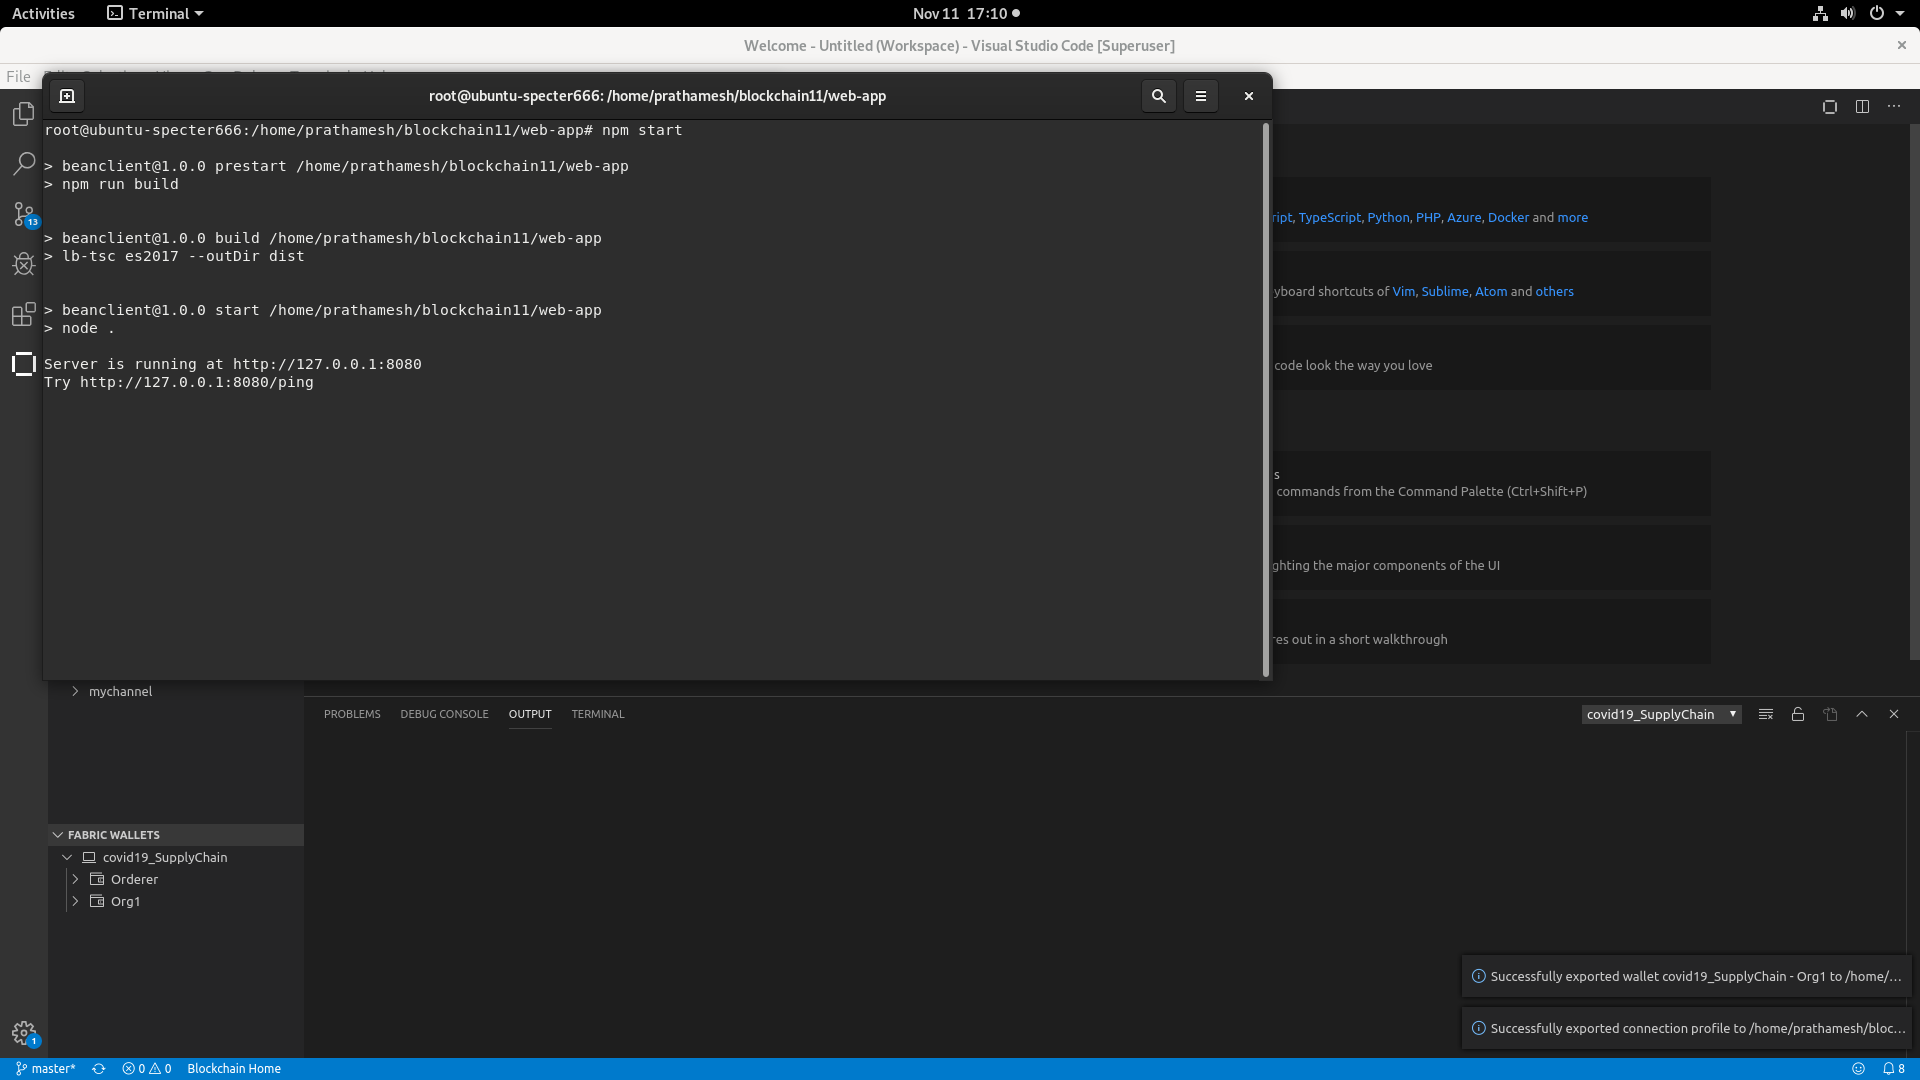 Activities Terminal Nov 11 17:10
Welcome - Untitled (Workspace) - Visual Studio Code [Superuser]
File
root@ubuntu-specter666: /home/prathamesh/blockchain11/web-app
root@ubuntu-specter666:/home/prathamesh/blockchain11/web-app# npm start
> beanclient@1.0.0 prestart /home/prathamesh/blockchain11/web-app
> npm run build
> beanclient@1.0.0 build /home/prathamesh/blockchain11/web-app
> lb-tsc es2017 --outDir dist
> beanclient@1.0.0 start /home/prathamesh/blockchain11/web-app
> node .
Server is running at http://127.0.0.1:8080
Try http://127.0.0.1:8080/ping
13
ript, TypeScript, Python, PHP, Azure, Docker and more
yboard shortcuts of Vim, Sublime, Atom and others
code look the way you love
s
commands from the Command Palette (Ctrl+Shift+P)
ghting the major components of the UI
res out in a short walkthrough
mychannel
PROBLEMS DEBUG CONSOLE OUTPUT TERMINAL covid19_SupplyChain
FABRIC WALLETS
covid19_SupplyChain
Orderer
Org1
Successfully exported wallet covid19_SupplyChain - Org1 to /home/...
Successfully exported connection profile to /home/prathamesh/bloc...
1
master* 0 0 Blockchain Home 8